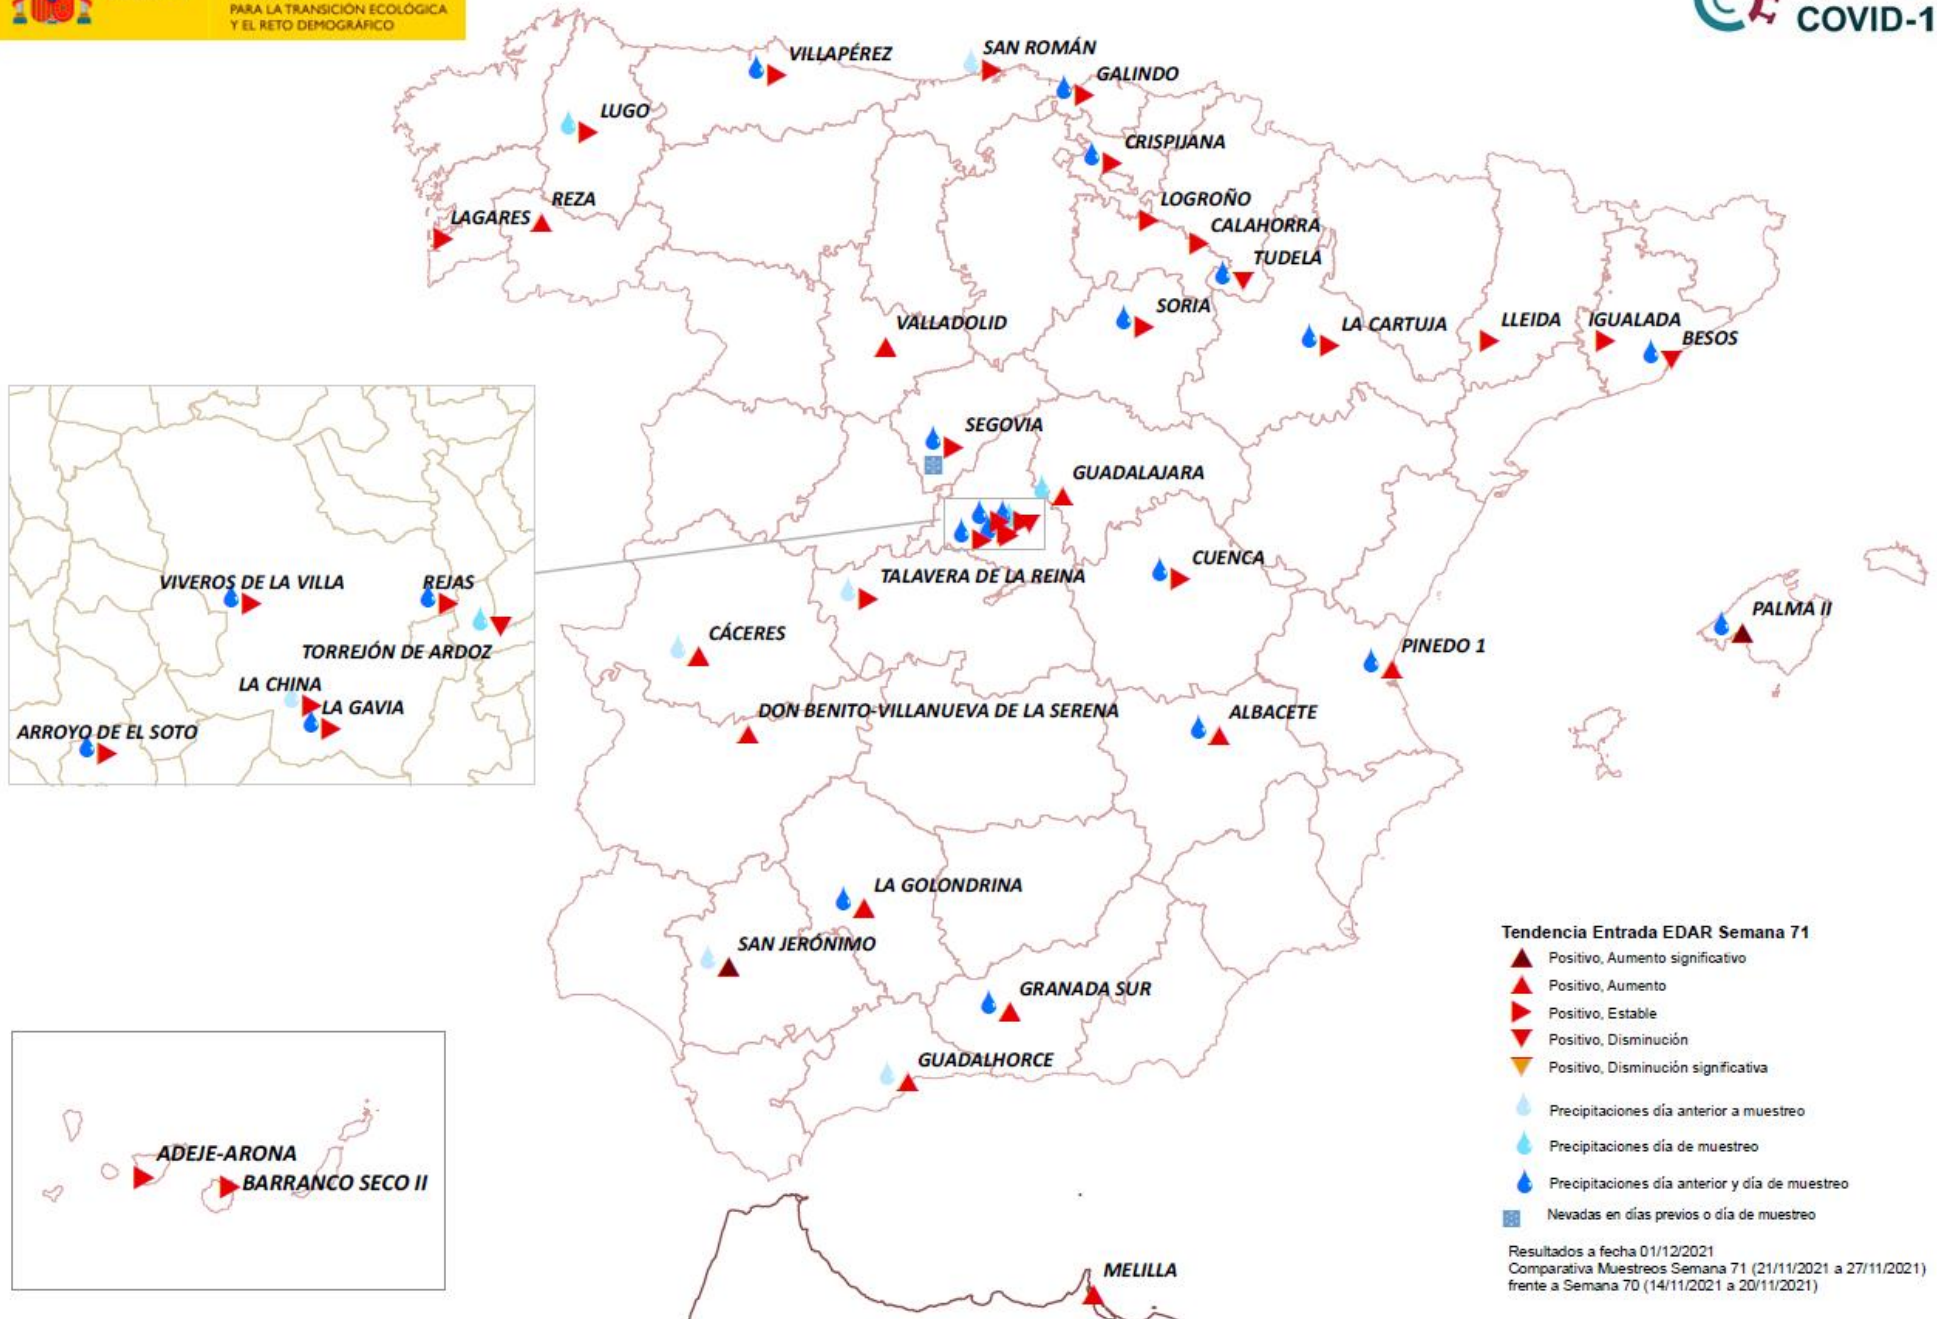 PARA LA TRANSICIÓN ECOLÓGICA
Y EL RETO DEMOGRÁFICO
COVID-1
VILLAPÉREZ
SAN ROMÁN
GALINDO
LUGO
CRISPIJANA
REZA
LAGARES
LOGROÑO
CALAHORRA
TUDELA
SORIA
VALLADOLID
LA CARTUJA
LLEIDA
IGUALADA
BESOS
SEGOVIA
GUADALAJARA
CUENCA
TALAVERA DE LA REINA
VIVEROS DE LA VILLA
REJAS
TORREJÓN DE ARDOZ
LA CHINA
LA GAVIA
ARROYO DE EL SOTO
CÁCERES
PALMA II
PINEDO 1
DON BENITO-VILLANUEVA DE LA SERENA
ALBACETE
LA GOLONDRINA
SAN JERÓNIMO
GRANADA SUR
GUADALHORCE
ADEJE-ARONA
BARRANCO SECO II
MELILLA
Tendencia Entrada EDAR Semana 71
Positivo, Aumento significativo
Positivo, Aumento
Positivo, Estable
Positivo, Disminución
Positivo, Disminución significativa
Precipitaciones día anterior a muestreo
Precipitaciones día de muestreo
Precipitaciones día anterior y día de muestreo
Nevadas en días previos o día de muestreo
Resultados a fecha 01/12/2021
Comparativa Muestreos Semana 71 (21/11/2021 a 27/11/2021)
frente a Semana 70 (14/11/2021 a 20/11/2021)